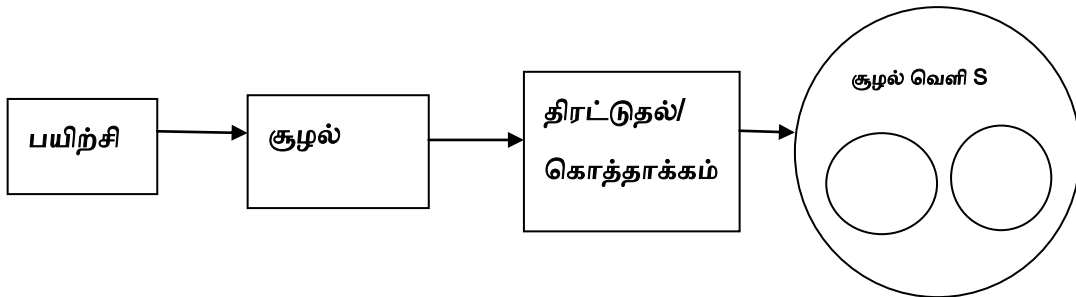 பயிற்சி
சூழல்
திரட்டுதல்/
கொத்தாக்கம்
சூழல் வெளி S